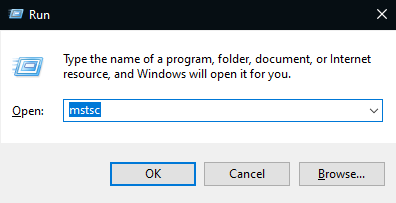 Run
Type the name of a program, folder, document, or Internet
resource, and Windows will open it for you.
Open: mstsc
OK Cancel Browse...